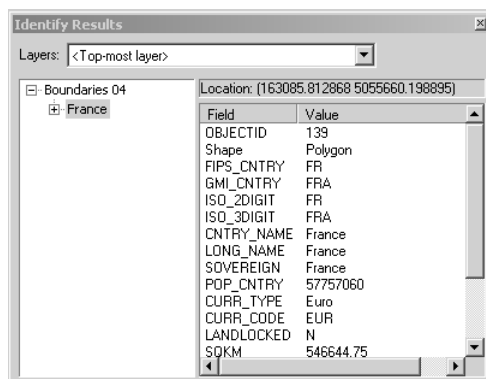 Identify Results
Layers: <Top-most layer>
Boundaries 04
France
Location: (163085.812868 5055660.198895)
Field Value
OBJECTID 139
Shape Polygon
FIPS_CNTRY FR
GMI_CNTRY FRA
ISO_2DIGIT FR
ISO_3DIGIT FRA
CNTRY_NAME France
LONG_NAME France
SOVEREIGN France
POP_CNTRY 57757060
CURR_TYPE Euro
CURR_CODE EUR
LANDLOCKED N
SQKM 546644.75